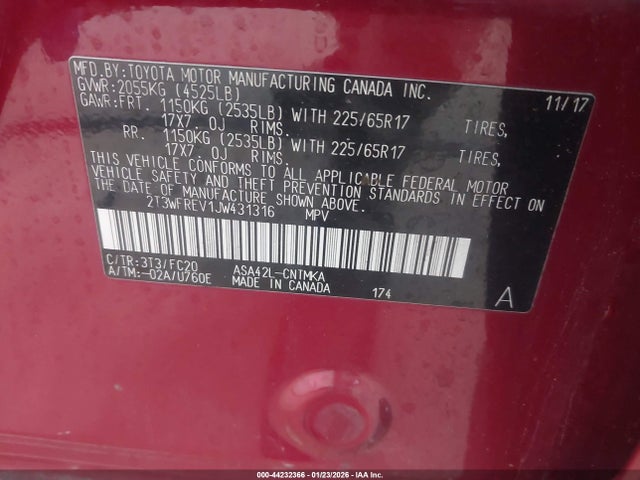 MFD.BY:TOYOTA MOTOR MANUFACTURING CANADA INC.
GVWR:2055KG (4525LB) 11/17
GAWR:FRT. 1150KG (2535LB) WITH 225/65R17 TIRES,
17X7.0J RIMS.
RR. 1150KG (2535LB) WITH 225/65R17 TIRES,
17X7.0J RIMS.
THIS VEHICLE CONFORMS TO ALL APPLICABLE FEDERAL MOTOR
VEHICLE SAFETY AND THEFT PREVENTION STANDARDS IN EFFECT ON
THE DATE OF MANUFACTURE SHOWN ABOVE.
2T3WFREV1JW431316 MPV
C/TR:3T3/FC20 ASA42L-CNTMKA
A/TM:-02A/U760E MADE IN CANADA 174 A
000-44232366 - 01/23/2026 - IAA Inc.